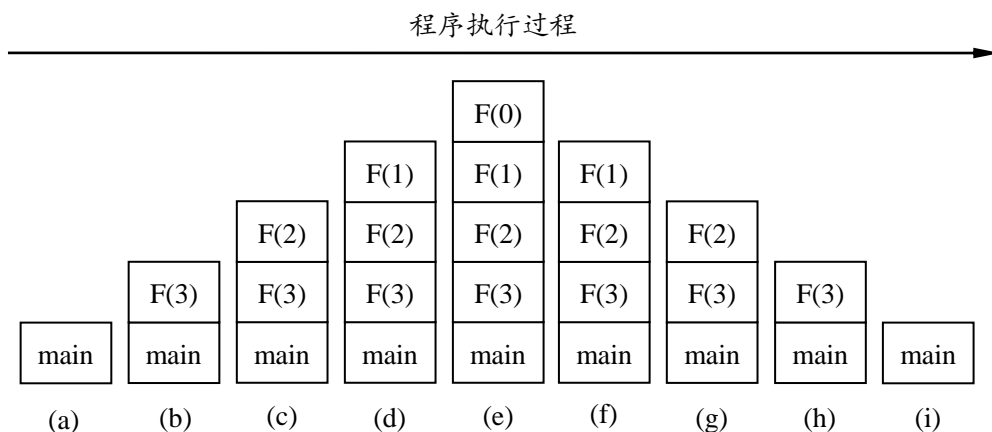 程序执行过程
F(0)
F(1) F(1) F(1)
F(2) F(2) F(2) F(2) F(2)
F(3) F(3) F(3) F(3) F(3) F(3) F(3)
main main main main main main main main main
(a) (b) (c) (d) (e) (f) (g) (h) (i)